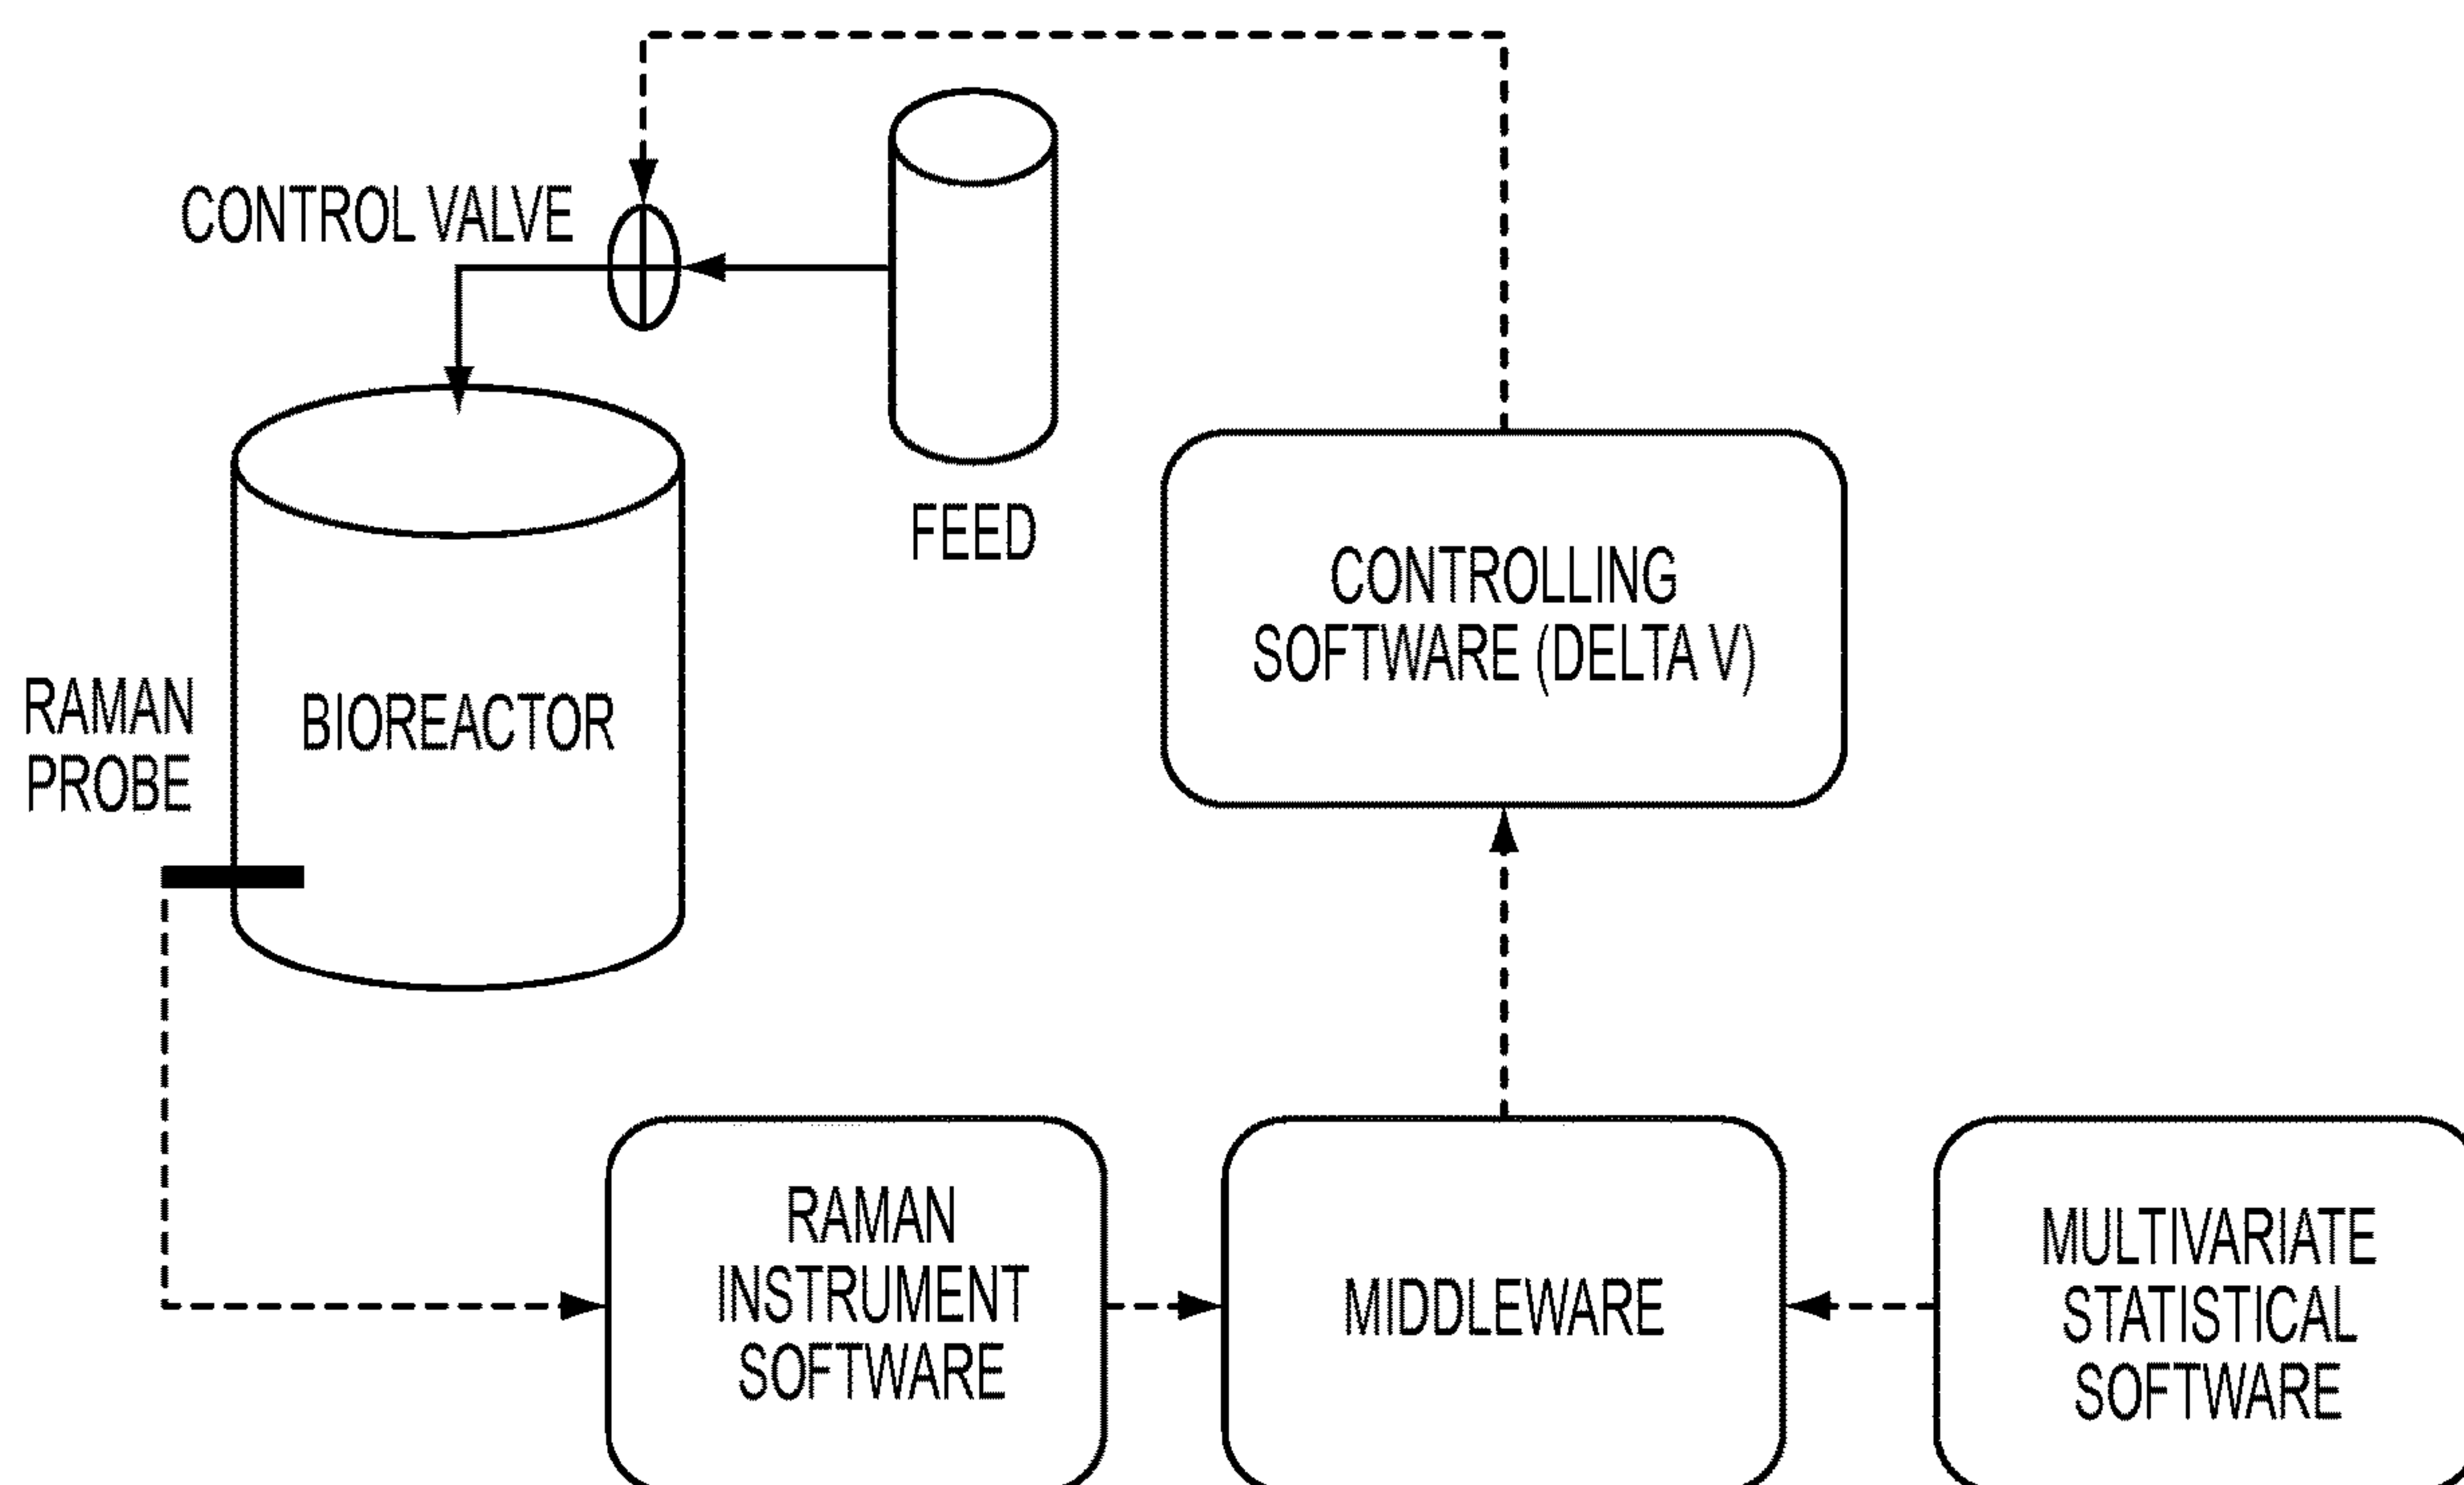 CONTROL VALVE
FEED
CONTROLLING
SOFTWARE (DELTA V)
RAMAN
PROBE
BIOREACTOR
RAMAN
INSTRUMENT
SOFTWARE
MIDDLEWARE
MULTIVARIATE
STATISTICAL
SOFTWARE